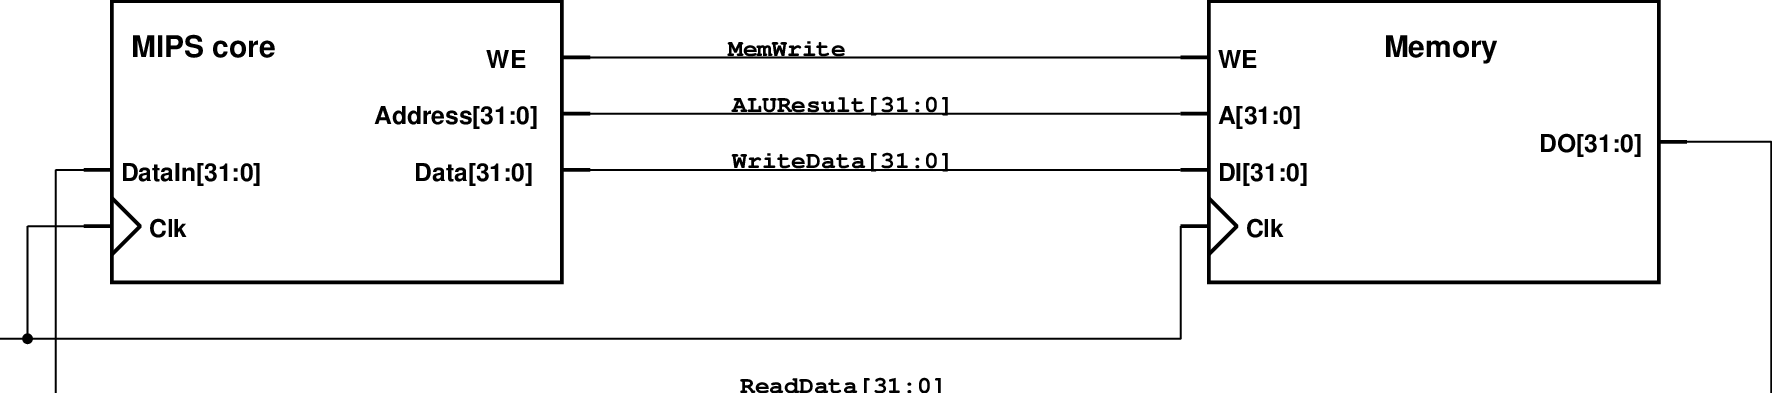 MIPS core
WE
Address[31:0]
DataIn[31:0]
Data[31:0]
Clk
MemWrite
ALUResult[31:0]
WriteData[31:0]
Memory
WE
A[31:0]
DO[31:0]
DI[31:0]
Clk
ReadData[31:0]